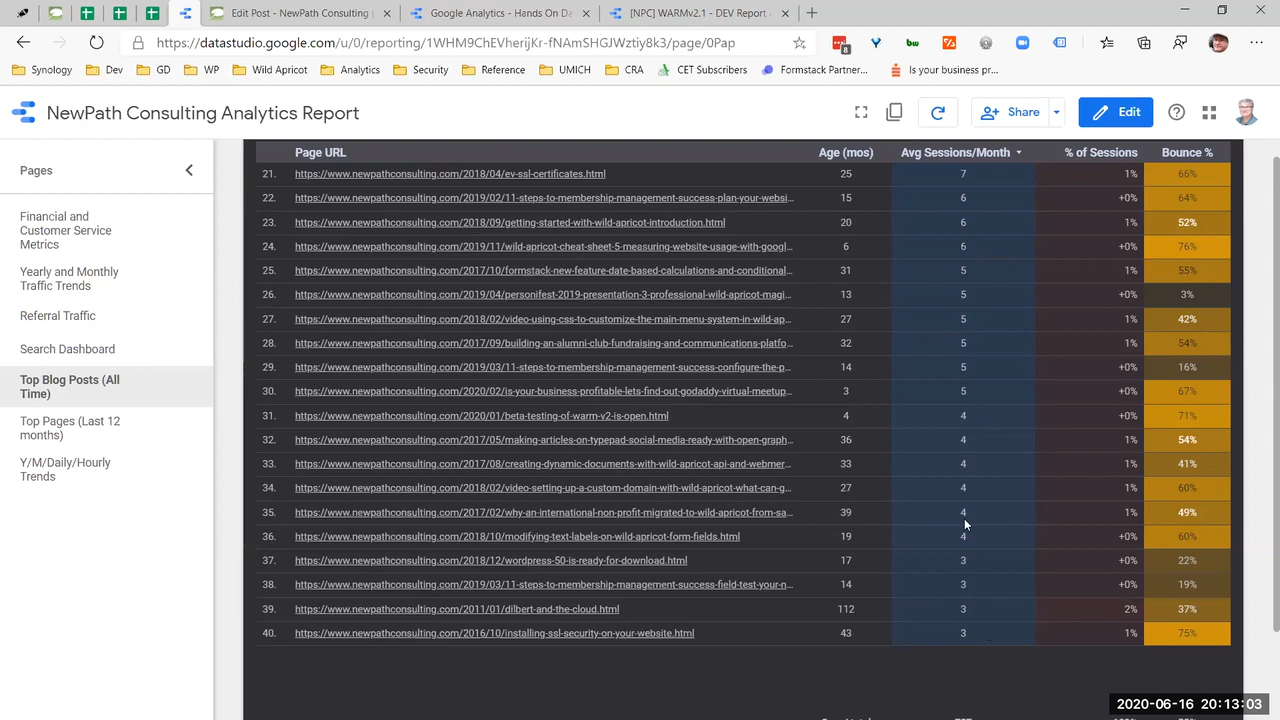 Edit Post - NewPath Consulting |
Google Analytics - Hands On Da
[NPC] WARMv2.1 - DEV Report -
https://datastudio.google.com/u/0/reporting/1WHM9ChEVherijKr-fNAmSHGJWztiy8k3/page/0Pap
8
bw
Synology
Dev
GD
WP
Wild Apricot
Analytics
Security
Reference
UMICH
CRA
CET Subscribers
Formstack Partner...
Is your business pr...
NewPath Consulting Analytics Report
Share
Edit
Pages
Financial and
Customer Service
Metrics
Yearly and Monthly
Traffic Trends
Referral Traffic
Search Dashboard
Top Blog Posts (All
Time)
Top Pages (Last 12
months)
Y/M/Daily/Hourly
Trends
Page URL Age (mos) Avg Sessions/Month % of Sessions Bounce %
21. https://www.newpathconsulting.com/2018/04/ev-ssl-certificates.html 25 7 1% 66%
22. https://www.newpathconsulting.com/2019/02/11-steps-to-membership-management-success-plan-your-websi... 15 6 +0% 64%
23. https://www.newpathconsulting.com/2018/09/getting-started-with-wild-apricot-introduction.html 20 6 1% 52%
24. https://www.newpathconsulting.com/2019/11/wild-apricot-cheat-sheet-5-measuring-website-usage-with-googl... 6 6 +0% 76%
25. https://www.newpathconsulting.com/2017/10/formstack-new-feature-date-based-calculations-and-conditional... 31 5 1% 55%
26. https://www.newpathconsulting.com/2019/04/personifest-2019-presentation-3-professional-wild-apricot-magi... 13 5 +0% 3%
27. https://www.newpathconsulting.com/2018/02/video-using-css-to-customize-the-main-menu-system-in-wild-ap... 27 5 1% 42%
28. https://www.newpathconsulting.com/2017/09/building-an-alumni-club-fundraising-and-communications-platfo... 32 5 1% 54%
29. https://www.newpathconsulting.com/2019/03/11-steps-to-membership-management-success-configure-the-p... 14 5 +0% 16%
30. https://www.newpathconsulting.com/2020/02/is-your-business-profitable-lets-find-out-godaddy-virtual-meetup... 3 5 +0% 67%
31. https://www.newpathconsulting.com/2020/01/beta-testing-of-warm-v2-is-open.html 4 4 +0% 71%
32. https://www.newpathconsulting.com/2017/05/making-articles-on-typepad-social-media-ready-with-open-graph... 36 4 1% 54%
33. https://www.newpathconsulting.com/2017/08/creating-dynamic-documents-with-wild-apricot-api-and-webmer... 33 4 1% 41%
34. https://www.newpathconsulting.com/2018/02/video-setting-up-a-custom-domain-with-wild-apricot-what-can-g... 27 4 1% 60%
35. https://www.newpathconsulting.com/2017/02/why-an-international-non-profit-migrated-to-wild-apricot-from-sa... 39 4 1% 49%
36. https://www.newpathconsulting.com/2018/10/modifying-text-labels-on-wild-apricot-form-fields.html 19 4 +0% 60%
37. https://www.newpathconsulting.com/2018/12/wordpress-50-is-ready-for-download.html 17 3 +0% 22%
38. https://www.newpathconsulting.com/2019/03/11-steps-to-membership-management-success-field-test-your-n... 14 3 +0% 19%
39. https://www.newpathconsulting.com/2011/01/dilbert-and-the-cloud.html 112 3 2% 37%
40. https://www.newpathconsulting.com/2016/10/installing-ssl-security-on-your-website.html 43 3 1% 75%
2020-06-16 20:13:03